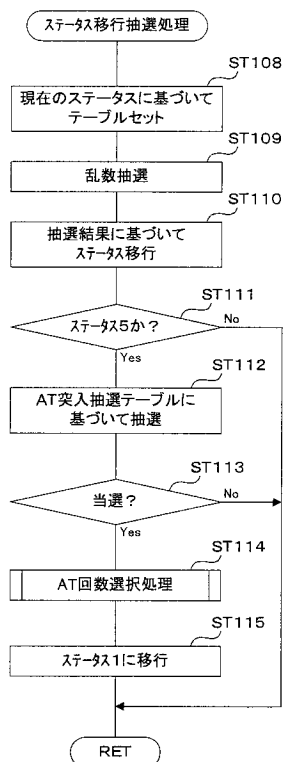 ステータス移行抽選処理
ST108
現在のステータスに基づいて
テーブルセット
ST109
乱数抽選
ST110
抽選結果に基づいて
ステータス移行
ST111
ステータス5か?
No
Yes
ST112
AT突入抽選テーブルに
基づいて抽選
ST113
当選?
No
Yes
ST114
AT回数選択処理
ST115
ステータス1に移行
RET